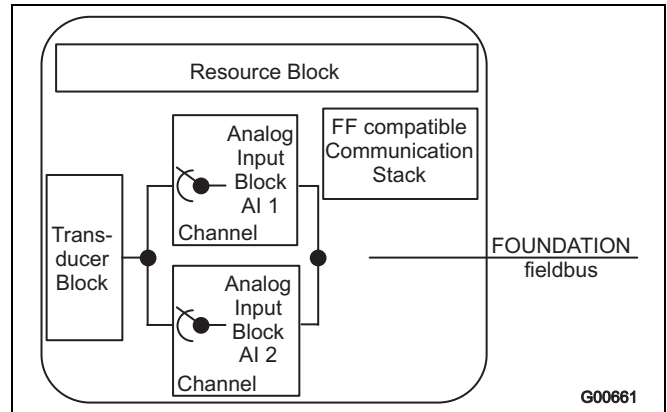 Resource Block
Analog
Input
Block
AI 1
Channel
FF compatible
Communication
Stack
Trans-
ducer
Block
FOUNDATION
fieldbus
Analog
Input
Block
AI 2
Channel
G00661